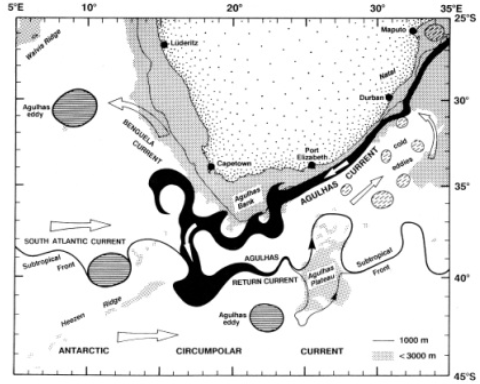 5°E
10°
15°
20°
25°
30°
35°E
25°S
30°
35°
40°
45°S
Walvis Ridge
Lüderitz
Maputo
Natal
Durban
Agulhas
eddy
BENGUELA
CURRENT
Capetown
Port
Elizabeth
AGULHAS CURRENT
cold
eddies
Agulhas
Bank
SOUTH ATLANTIC CURRENT
Subtropical
Front
AGULHAS
RETURN CURRENT
Agulhas
Plateau
Subtropical
Front
Heezen
Ridge
Agulhas
eddy
1000 m
< 3000 m
ANTARCTIC CIRCUMPOLAR CURRENT